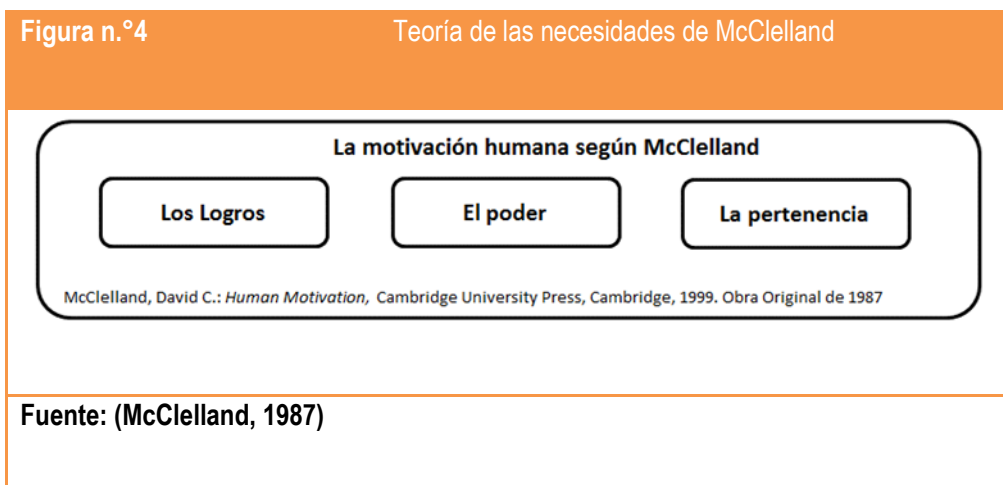 Figura n.°4 Teoría de las necesidades de McClelland
La motivación humana según McClelland
Los Logros El poder La pertenencia
McClelland, David C.: Human Motivation, Cambridge University Press, Cambridge, 1999. Obra Original de 1987
Fuente: (McClelland, 1987)